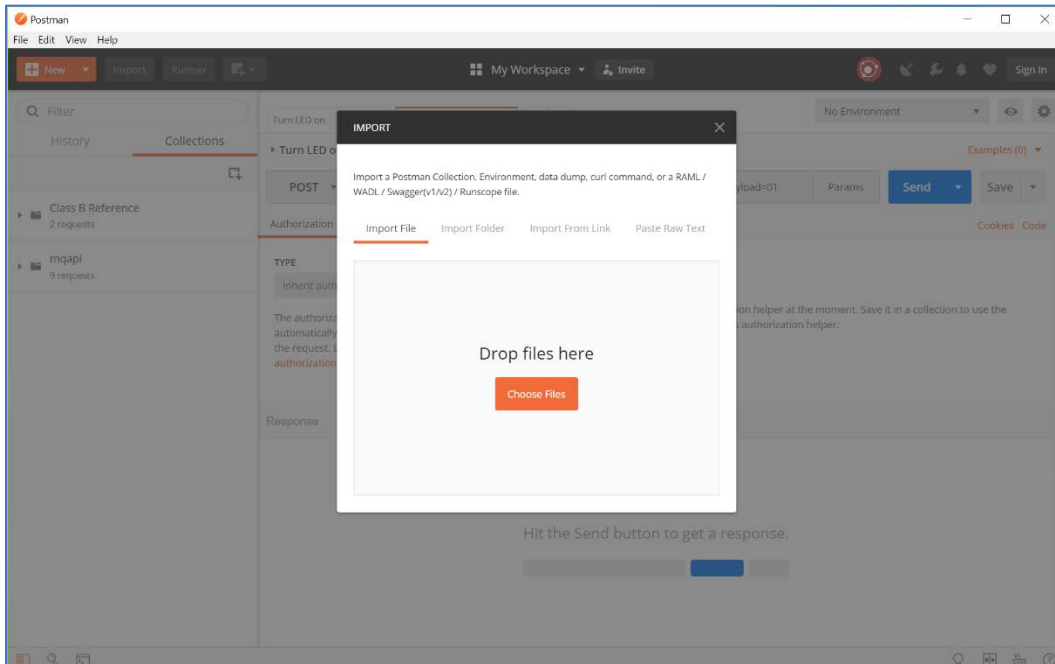 Postman
File Edit View Help
New Import Runner My Workspace Invite Sign In
Filter
History Collections
Class B Reference
2 requests
mqapi
9 requests
Turn LED on
No Environment
Turn LED o
Examples (0)
POST yload=01 Params Send Save
Authorization Cookies Code
TYPE
Inherit auth
The authoriz
automatically
the request. L
authorization
ion helper at the moment. Save it in a collection to use the
authorization helper.
Response
IMPORT
Import a Postman Collection, Environment, data dump, curl command, or a RAML /
WADL / Swagger(v1/v2) / Runscope file.
Import File Import Folder Import From Link Paste Raw Text
Drop files here
Choose Files
Hit the Send button to get a response.